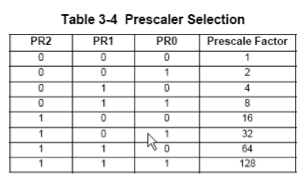 Table 3-4 Prescaler Selection
PR2 PR1 PR0 Prescale Factor
0 0 0 1
0 0 1 2
0 1 0 4
0 1 1 8
1 0 0 16
1 0 1 32
1 1 0 64
1 1 1 128